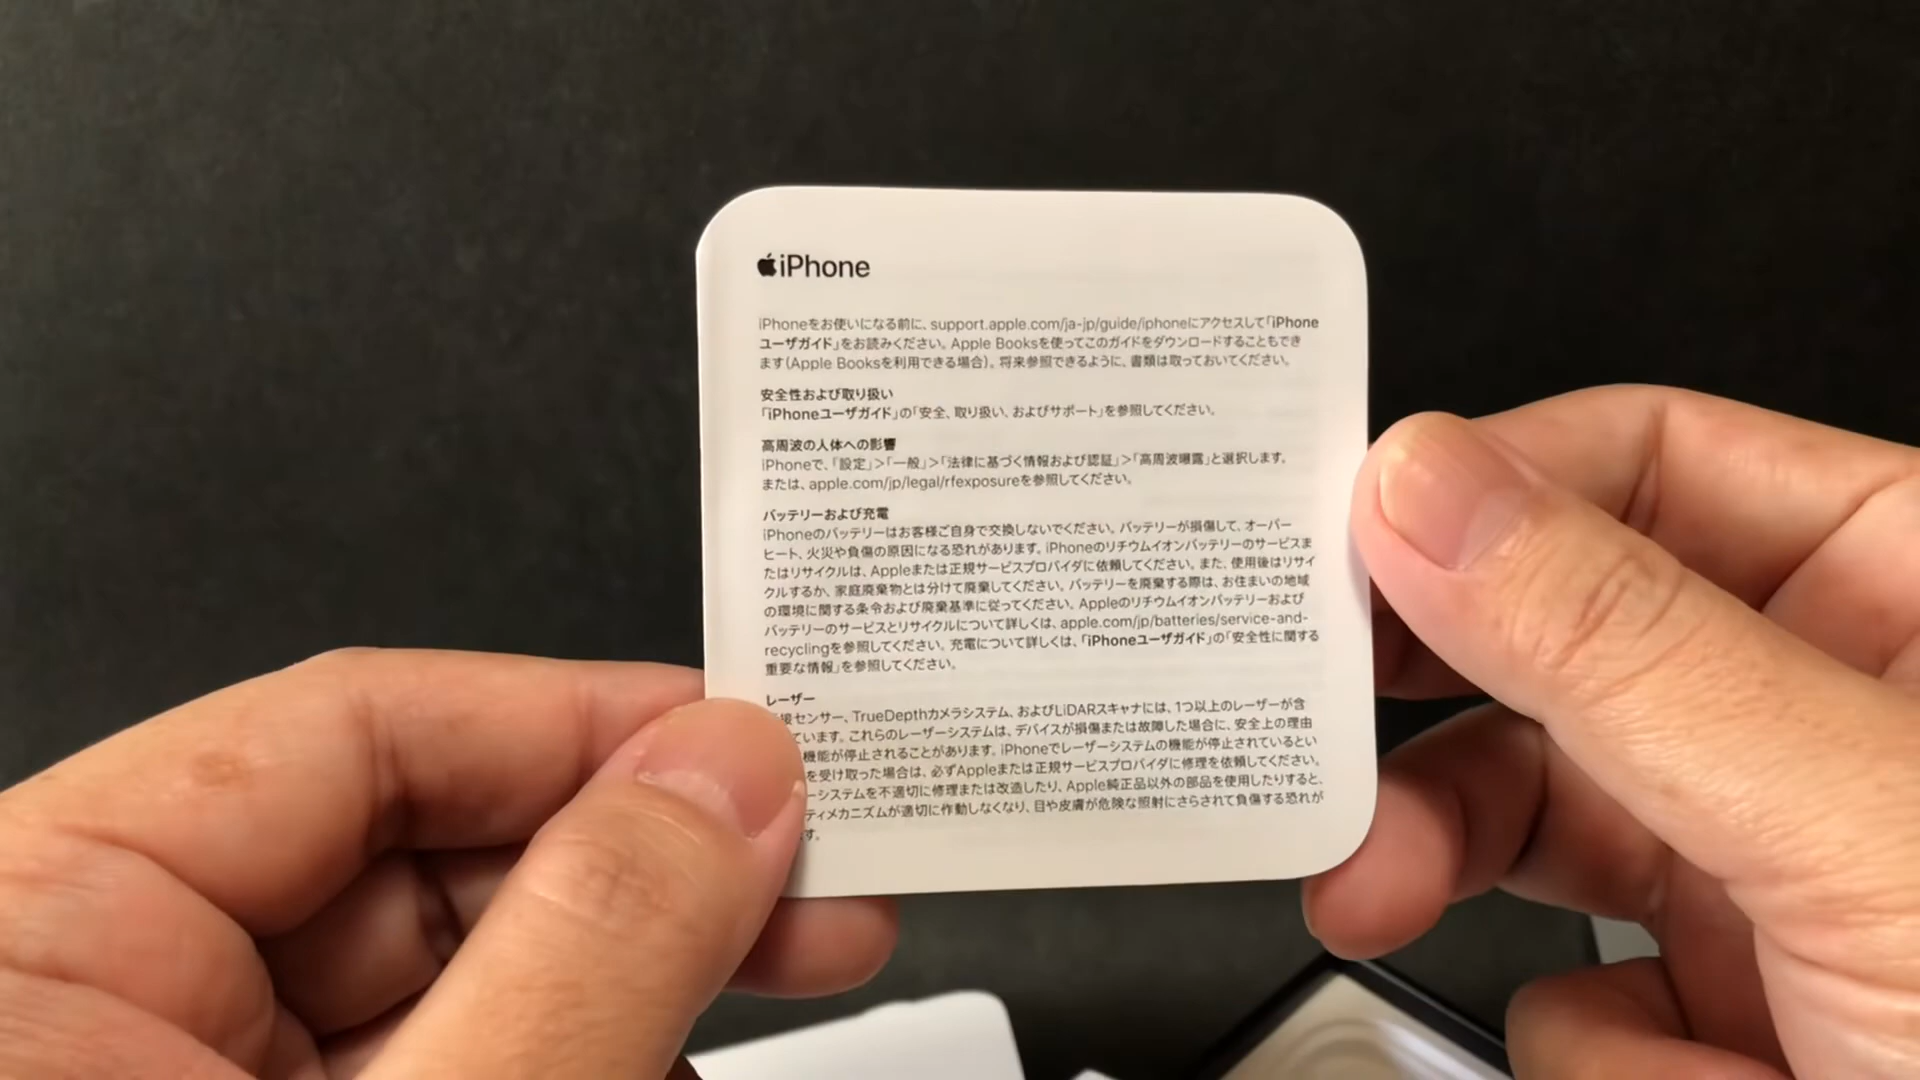 iPhone
iPhoneをお使いになる前に、support.apple.com/ja-jp/guide/iphoneにアクセスして「iPhone
ユーザガイド」をお読みください。Apple Booksを使ってこのガイドをダウンロードすることもでき
ます(Apple Booksを利用できる場合)。将来参照できるように、書類は取っておいてください。
安全性および取り扱い
「iPhoneユーザガイド」の「安全、取り扱い、およびサポート」を参照してください。
高周波の人体への影響
iPhoneで、「設定」>「一般」>「法律に基づく情報および認証」>「高周波曝露」と選択します。
または、apple.com/jp/legal/rfexposureを参照してください。
バッテリーおよび充電
iPhoneのバッテリーはお客様ご自身で交換しないでください。バッテリーが損傷して、オーバー
ヒート、火災や負傷の原因になる恐れがあります。iPhoneのリチウムイオンバッテリーのサービスま
たはリサイクルは、Appleまたは正規サービスプロバイダに依頼してください。また、使用後はリサイ
クルするか、家庭廃棄物とは分けて廃棄してください。バッテリーを廃棄する際は、お住まいの地域
の環境に関する条令および廃棄基準に従ってください。Appleのリチウムイオンバッテリーおよび
バッテリーのサービスとリサイクルについて詳しくは、apple.com/jp/batteries/service-and-
recyclingを参照してください。充電について詳しくは、「iPhoneユーザガイド」の「安全性に関する
重要な情報」を参照してください。
レーザー
接センサー、TrueDepthカメラシステム、およびLiDARスキャナには、1つ以上のレーザーが含
ています。これらのレーザーシステムは、デバイスが損傷または故障した場合に、安全上の理由
機能が停止されることがあります。iPhoneでレーザーシステムの機能が停止されているとい
を受け取った場合は、必ずAppleまたは正規サービスプロバイダに修理を依頼してください。
ーシステムを不適切に修理または改造したり、Apple純正品以外の部品を使用したりすると、
ティメカニズムが適切に作動しなくなり、目や皮膚が危険な照射にさらされて負傷する恐れが
す。